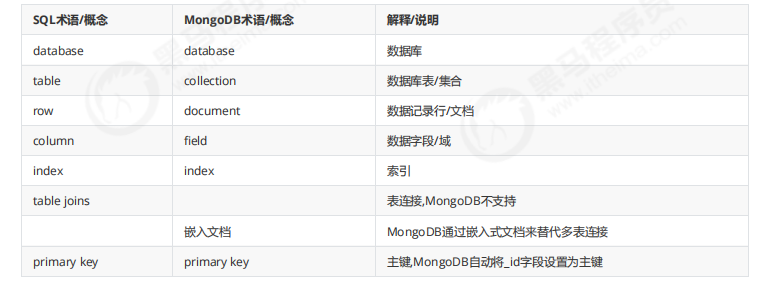 SQL术语/概念 MongoDB术语/概念 解释/说明
database database 数据库
table collection 数据库表/集合
row document 数据记录行/文档
column field 数据字段/域
index index 索引
table joins 表连接,MongoDB不支持
嵌入文档 MongoDB通过嵌入式文档来替代多表连接
primary key primary key 主键,MongoDB自动将_id字段设置为主键
黑马程序员
www.itheima.com